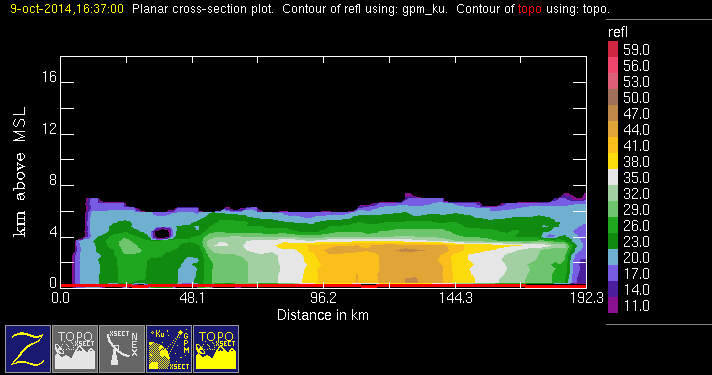 9-oct-2014,16:37:00 Planar cross-section plot. Contour of refl using: gpm_ku. Contour of topo using: topo.
refl
59.0
56.0
53.0
50.0
47.0
44.0
41.0
38.0
35.0
32.0
29.0
26.0
23.0
20.0
17.0
14.0
11.0
km above MSL
16
12
8
4
0
0.0 48.1 96.2 144.3 192.3
Distance in km
Z
TOPO
XSECT
XSECT
NEXR
Ku
GPM
XSECT
TOPO
XSECT